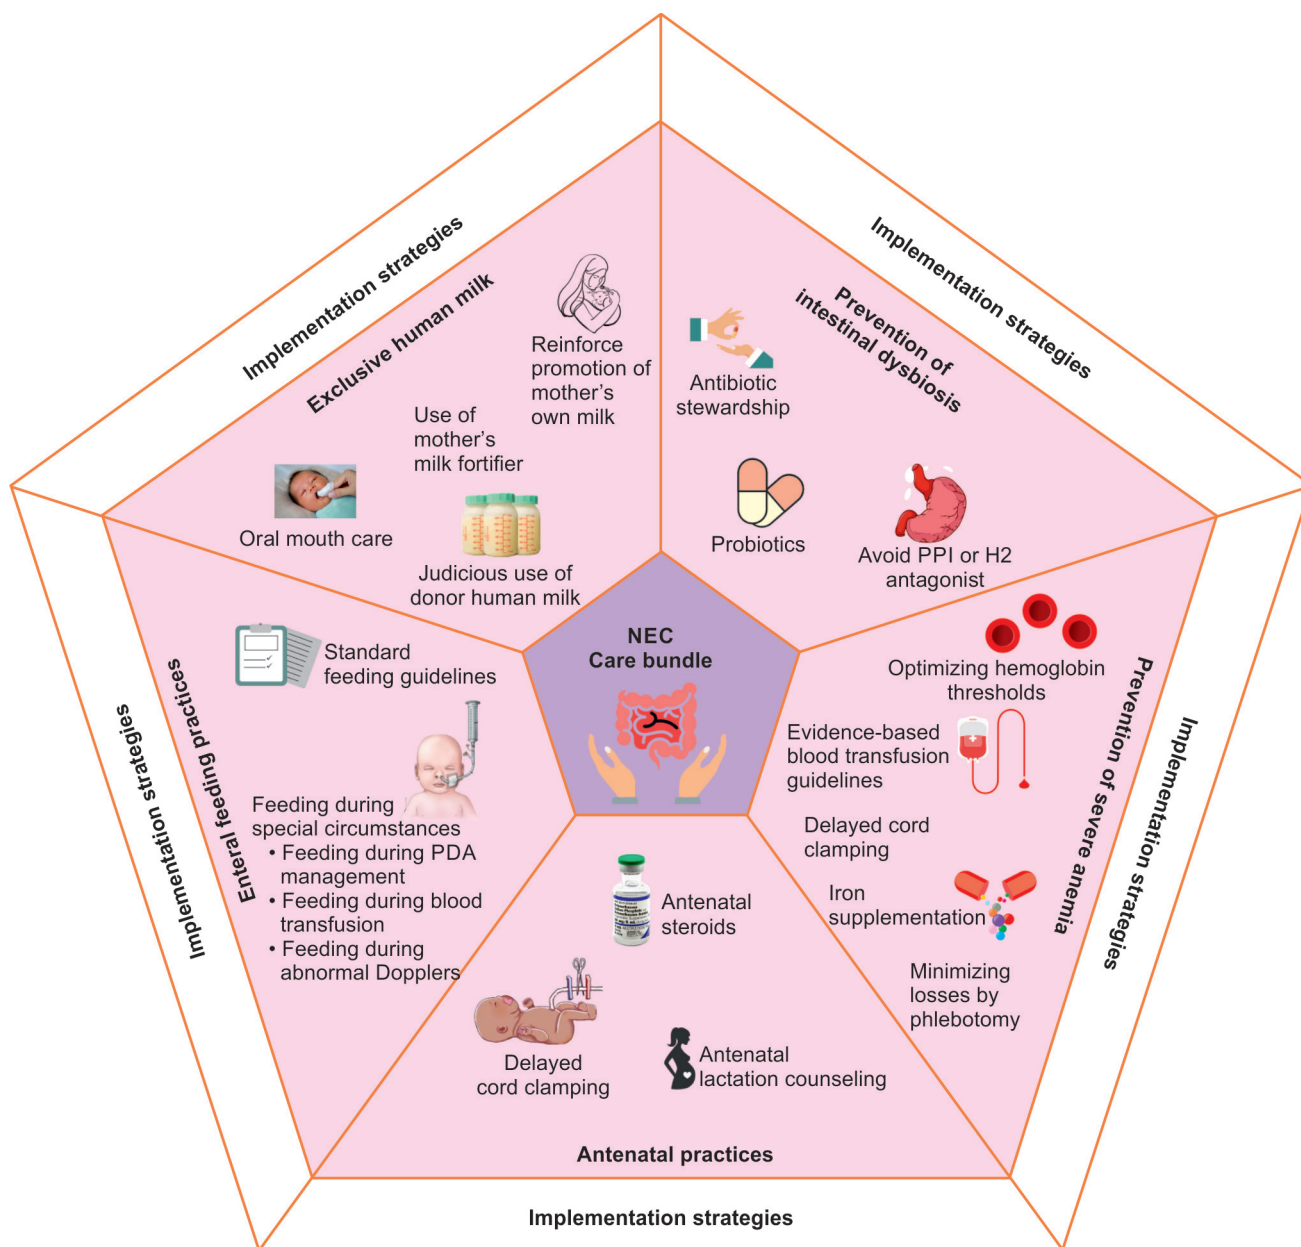 Implementation strategies
Exclusive human milk
Reinforce
promotion of
mother's
own milk
Use of
mother's
milk fortifier
Oral mouth care
Judicious use of
donor human milk
Implementation strategies
Prevention of
intestinal dysbiosis
Antibiotic
stewardship
Probiotics
Avoid PPI or H2
antagonist
NEC
Care bundle
Implementation strategies
Enteral feeding practices
Standard
feeding guidelines
Feeding during
special circumstances
• Feeding during PDA
management
• Feeding during blood
transfusion
• Feeding during
abnormal Dopplers
Implementation strategies
Prevention of severe anemia
Optimizing hemoglobin
thresholds
Evidence-based
blood transfusion
guidelines
Delayed cord
clamping
Iron
supplementation
Minimizing
losses by
phlebotomy
Antenatal
steroids
Delayed
cord clamping
Antenatal
lactation counseling
Antenatal practices
Implementation strategies